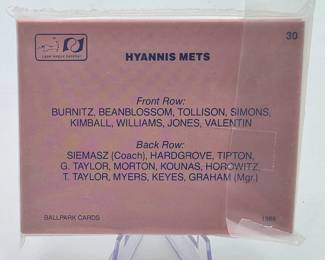 30
HYANNIS METS
Front Row:
BURNITZ, BEANBLOSSOM, TOLLISON, SIMONS,
KIMBALL, WILLIAMS, JONES, VALENTIN
Back Row:
SIEMASZ (Coach), HARDGROVE, TIPTON,
G. TAYLOR, MORTON, KOUNAS, HOROWITZ,
T. TAYLOR, MYERS, KEYES, GRAHAM (Mgr.)
BALLPARK CARDS